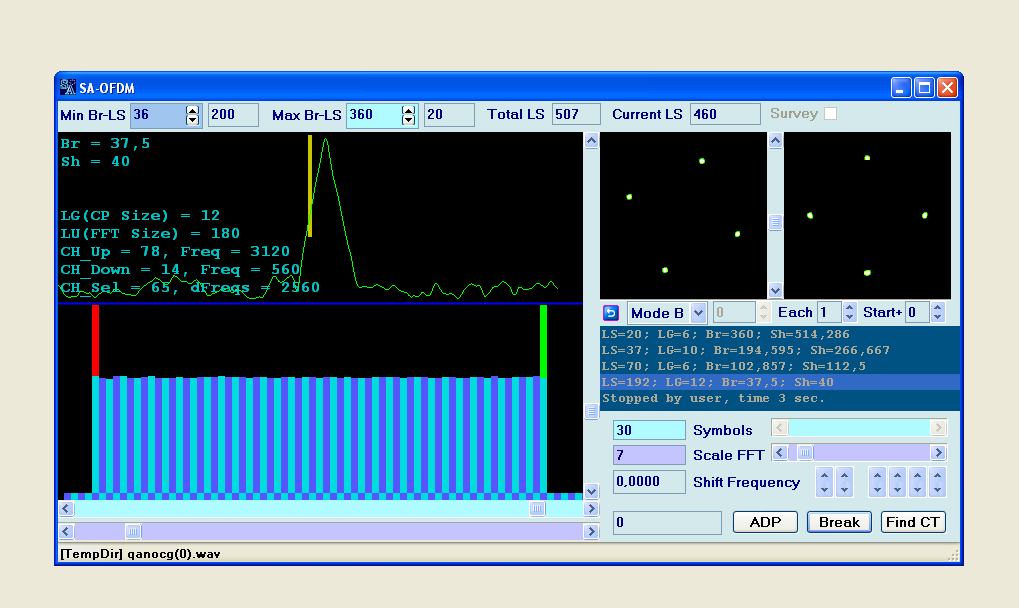 SA-OFDM
Min Br-LS 36 200 Max Br-LS 360 20 Total LS 507 Current LS 460 Survey
Br = 37,5
Sh = 40
LG(CP Size) = 12
LU(FFT Size) = 180
CH_Up = 78, Freq = 3120
CH_Down = 14, Freq = 560
CH_Sel = 65, dFreqs = 2560
Mode B 0 Each 1 Start+ 0
LS=20; LG=6; Br=360; Sh=514,286
LS=37; LG=10; Br=194,595; Sh=266,667
LS=70; LG=6; Br=102,857; Sh=112,5
LS=192; LG=12; Br=37,5; Sh=40
Stopped by user, time 3 sec.
30 Symbols
7 Scale FFT
0,0000 Shift Frequency
0 ADP Break Find CT
[TempDir] qanocg(0).wav